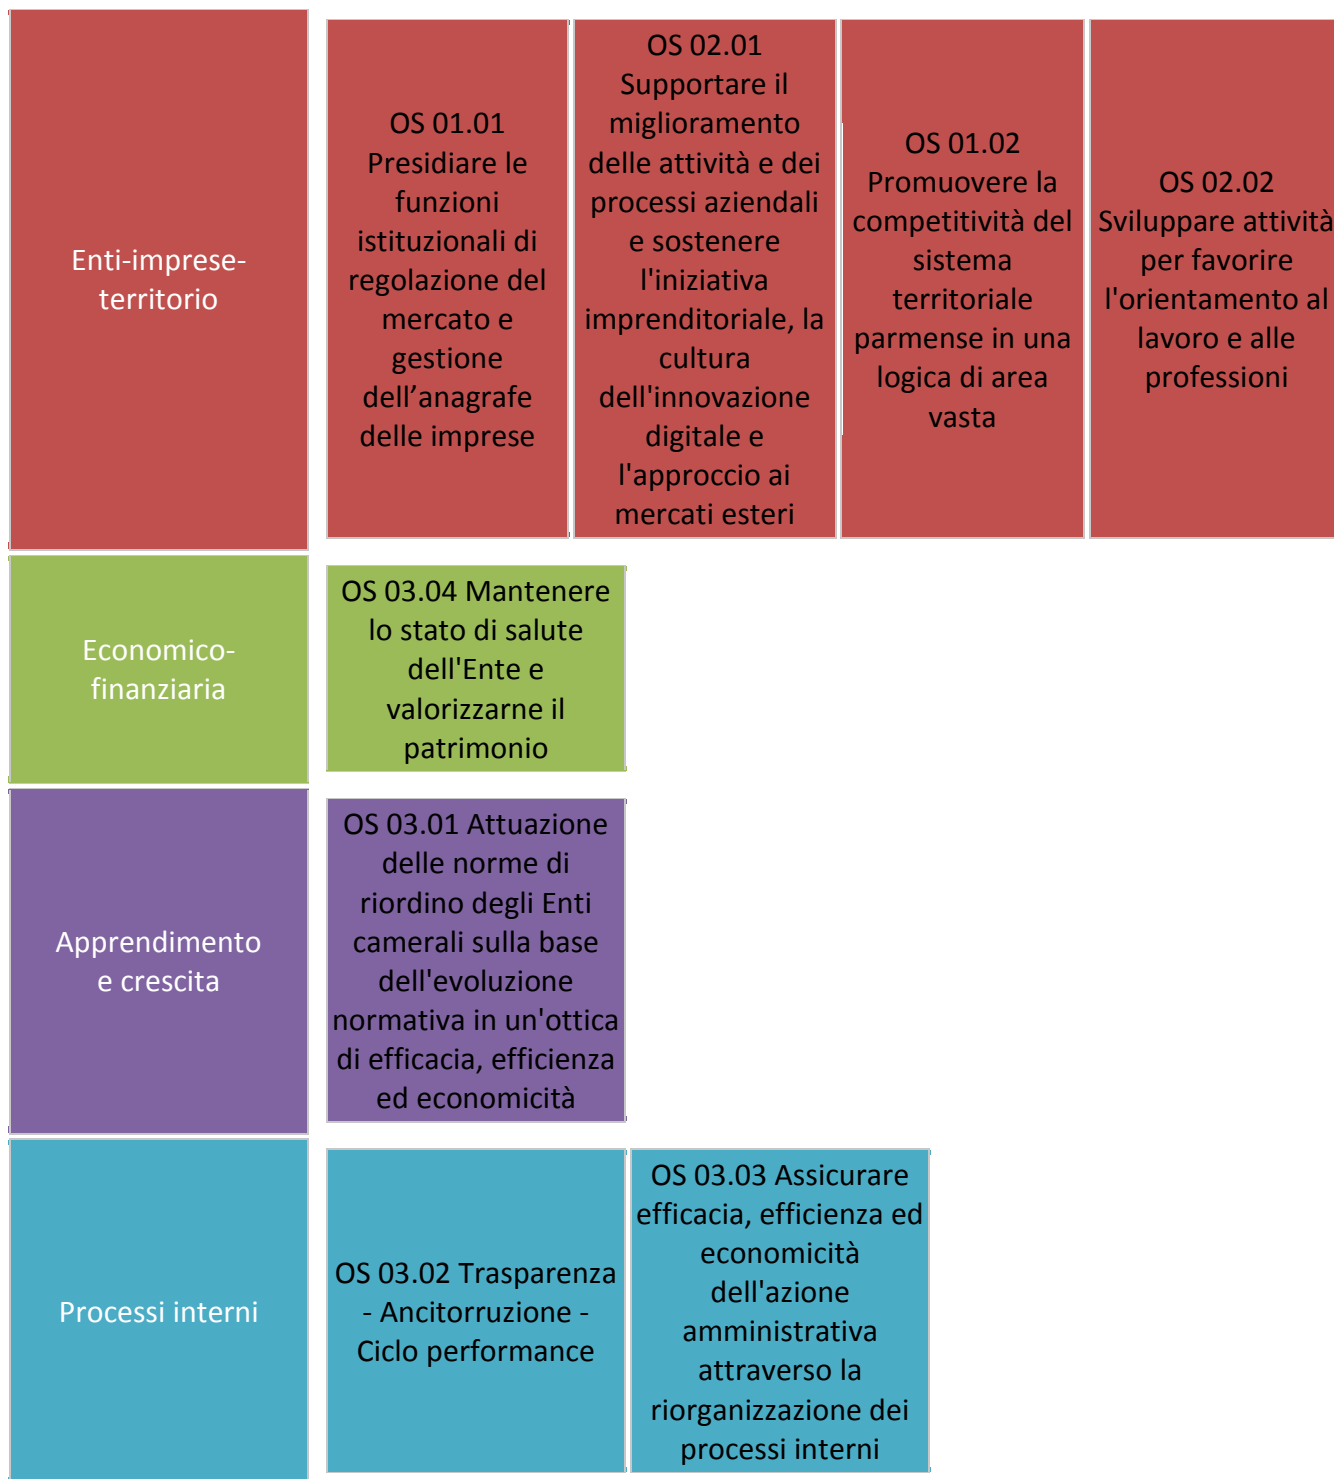 Enti-imprese-
territorio
OS 01.01
Presidiare le
funzioni
istituzionali di
regolazione del
mercato e
gestione
dell’anagrafe
delle imprese
OS 02.01
Supportare il
miglioramento
delle attività e dei
processi aziendali
e sostenere
l'iniziativa
imprenditoriale, la
cultura
dell'innovazione
digitale e
l'approccio ai
mercati esteri
OS 01.02
Promuovere la
competitività del
sistema
territoriale
parmense in una
logica di area
vasta
OS 02.02
Sviluppare attività
per favorire
l'orientamento al
lavoro e alle
professioni
Economico-
finanziaria
OS 03.04 Mantenere
lo stato di salute
dell'Ente e
valorizzarne il
patrimonio
Apprendimento
e crescita
OS 03.01 Attuazione
delle norme di
riordino degli Enti
camerali sulla base
dell'evoluzione
normativa in un'ottica
di efficacia, efficienza
ed economicità
Processi interni
OS 03.02 Trasparenza
- Ancitorruzione -
Ciclo performance
OS 03.03 Assicurare
efficacia, efficienza ed
economicità
dell'azione
amministrativa
attraverso la
riorganizzazione dei
processi interni